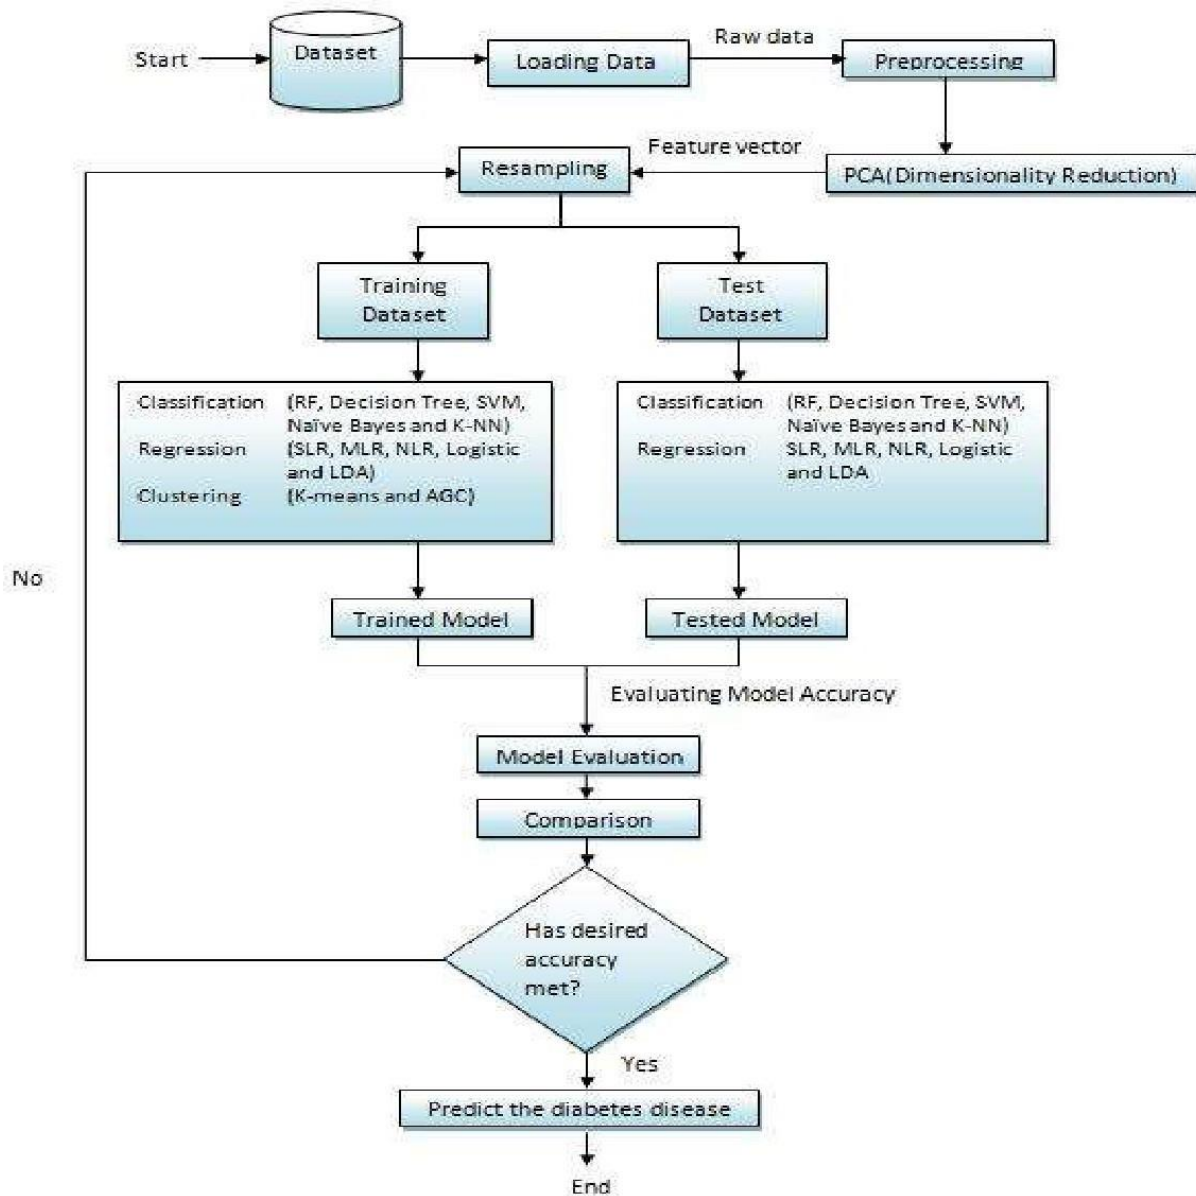 Start
Dataset
Loading Data
Raw data
Preprocessing
PCA(Dimensionality Reduction)
Feature vector
Resampling
Training
Dataset
Test
Dataset
Classification (RF, Decision Tree, SVM,
Naïve Bayes and K-NN)
Regression (SLR, MLR, NLR, Logistic
and LDA)
Clustering (K-means and AGC)
Classification (RF, Decision Tree, SVM,
Naïve Bayes and K-NN)
Regression SLR, MLR, NLR, Logistic
and LDA
No
Trained Model
Tested Model
Evaluating Model Accuracy
Model Evaluation
Comparison
Has desired
accuracy
met?
Yes
Predict the diabetes disease
End